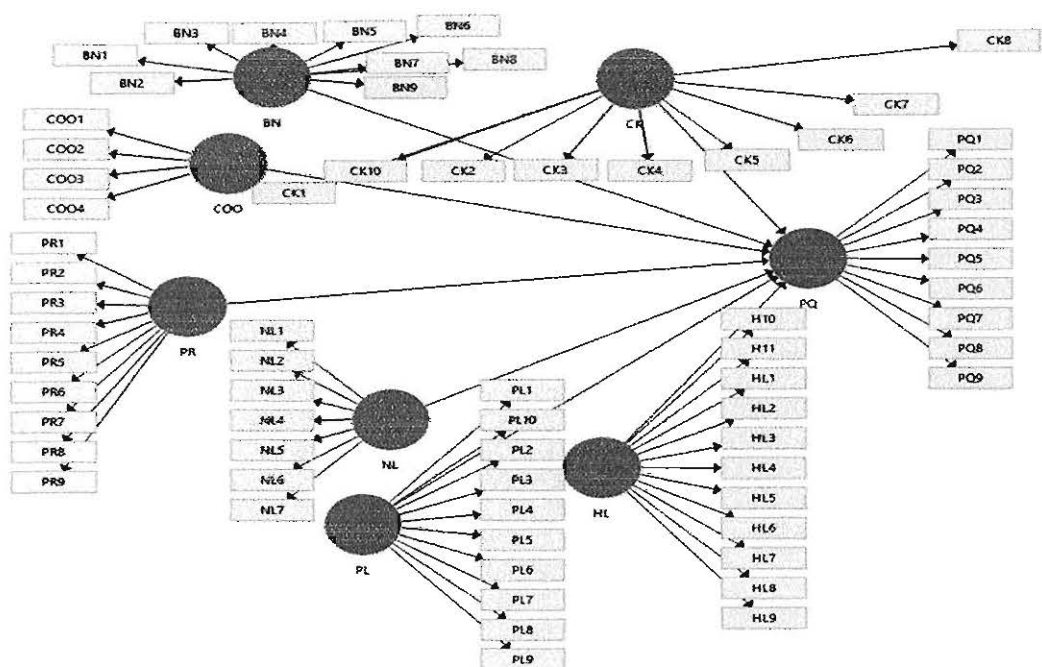 BN3
BN4
BN5
BN6
BN1
BN7
BN8
BN2
BN9
BN
CK8
CK7
CK6
CK
CK10
CK2
CK3
CK4
CK5
COO1
COO2
COO3
COO4
COO
CK1
PQ1
PQ2
PQ3
PQ4
PQ5
PQ6
PQ7
PQ8
PQ9
PQ
PR1
PR2
PR3
PR4
PR5
PR6
PR7
PR8
PR9
PR
NL1
NL2
NL3
NL4
NL5
NL6
NL7
NL
PL1
PL10
PL2
PL3
PL4
PL5
PL6
PL7
PL8
PL9
PL
H10
H11
HL1
HL2
HL3
HL4
HL5
HL6
HL7
HL8
HL9
HL